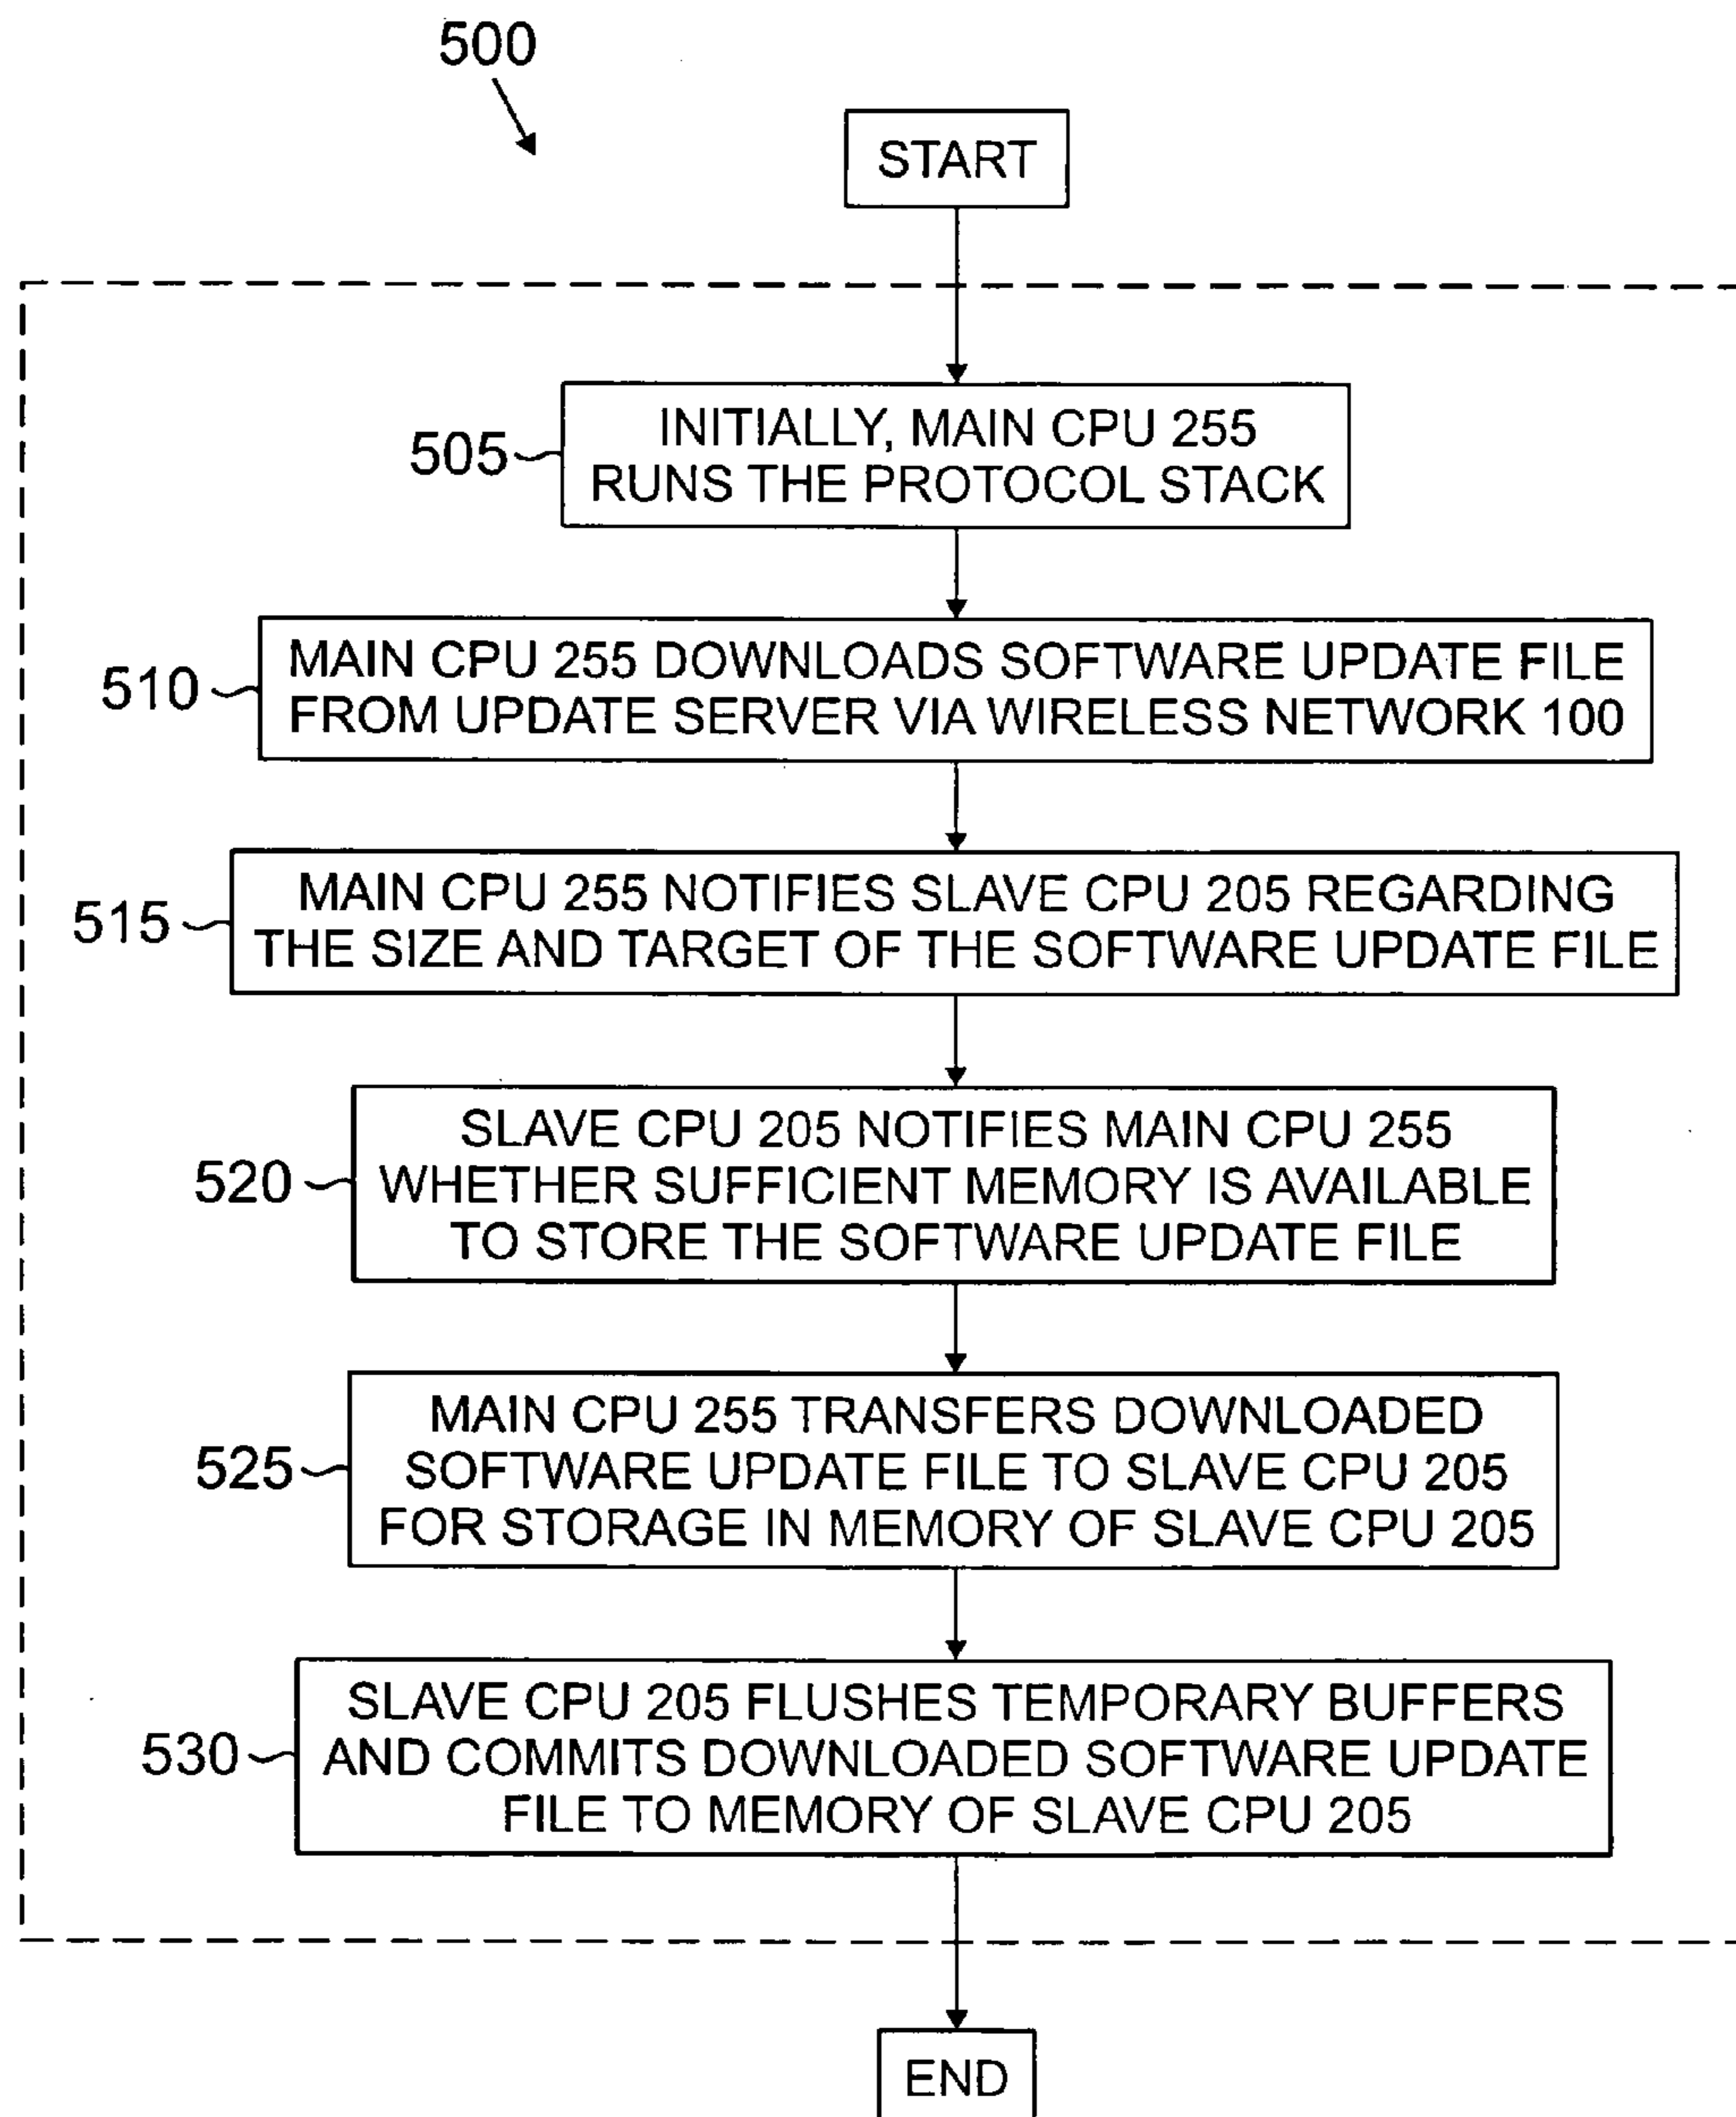 500
START
505
INITIALLY, MAIN CPU 255
RUNS THE PROTOCOL STACK
510
MAIN CPU 255 DOWNLOADS SOFTWARE UPDATE FILE
FROM UPDATE SERVER VIA WIRELESS NETWORK 100
515
MAIN CPU 255 NOTIFIES SLAVE CPU 205 REGARDING
THE SIZE AND TARGET OF THE SOFTWARE UPDATE FILE
520
SLAVE CPU 205 NOTIFIES MAIN CPU 255
WHETHER SUFFICIENT MEMORY IS AVAILABLE
TO STORE THE SOFTWARE UPDATE FILE
525
MAIN CPU 255 TRANSFERS DOWNLOADED
SOFTWARE UPDATE FILE TO SLAVE CPU 205
FOR STORAGE IN MEMORY OF SLAVE CPU 205
530
SLAVE CPU 205 FLUSHES TEMPORARY BUFFERS
AND COMMITS DOWNLOADED SOFTWARE UPDATE
FILE TO MEMORY OF SLAVE CPU 205
END